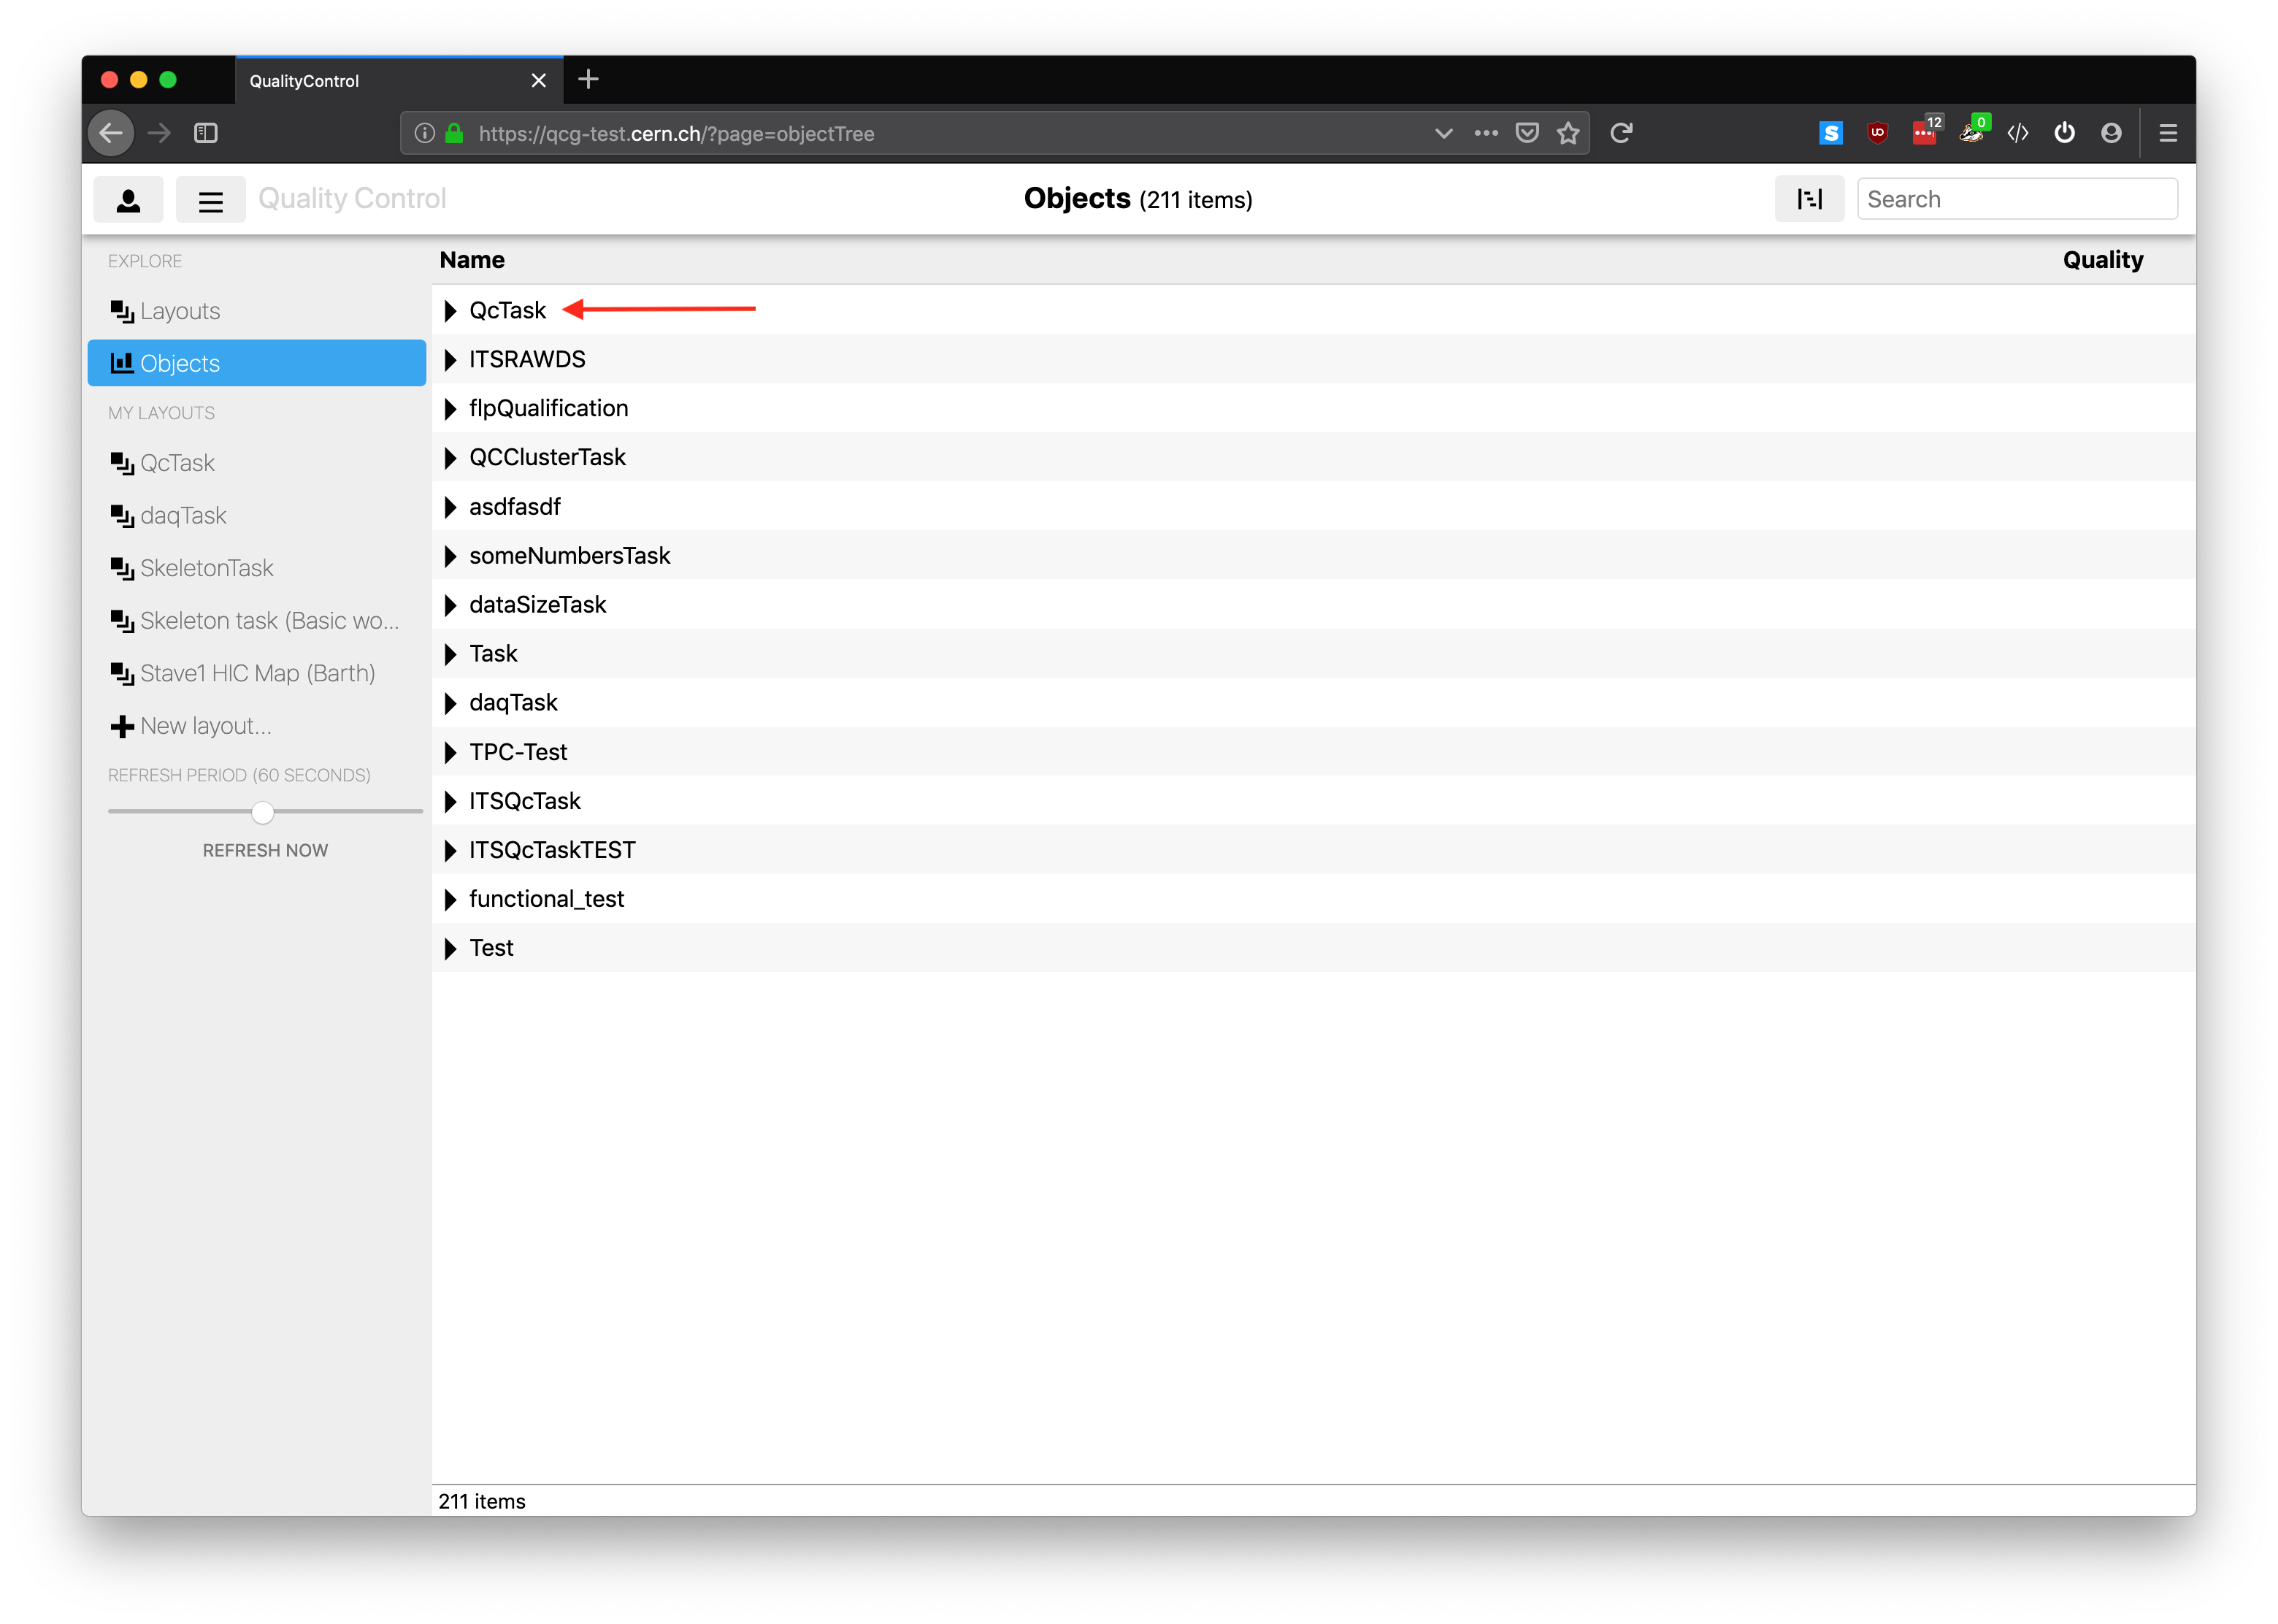 QualityControl
https://qcg-test.cern.ch/?page=objectTree
S
UO
12
0
Quality Control
Objects (211 items)
Search
EXPLORE
Layouts
Objects
MY LAYOUTS
QcTask
daqTask
SkeletonTask
Skeleton task (Basic wo...
Stave1 HIC Map (Barth)
New layout...
REFRESH PERIOD (60 SECONDS)
REFRESH NOW
Name Quality
QcTask
ITSRAWDS
flpQualification
QCClusterTask
asdfasdf
someNumbersTask
dataSizeTask
Task
daqTask
TPC-Test
ITSQcTask
ITSQcTaskTEST
functional_test
Test
211 items